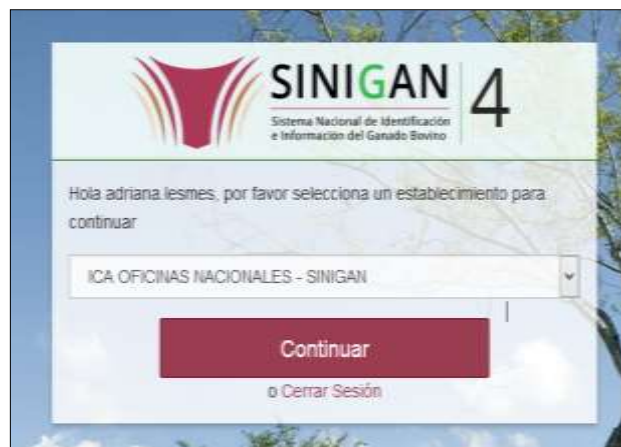 SINIGAN 4
Sistema Nacional de Identificación
e Información del Ganado Bovino
Hola adriana lesmes, por favor selecciona un establecimiento para
continuar
ICA OFICINAS NACIONALES - SINIGAN
Continuar
o Cerrar Sesión